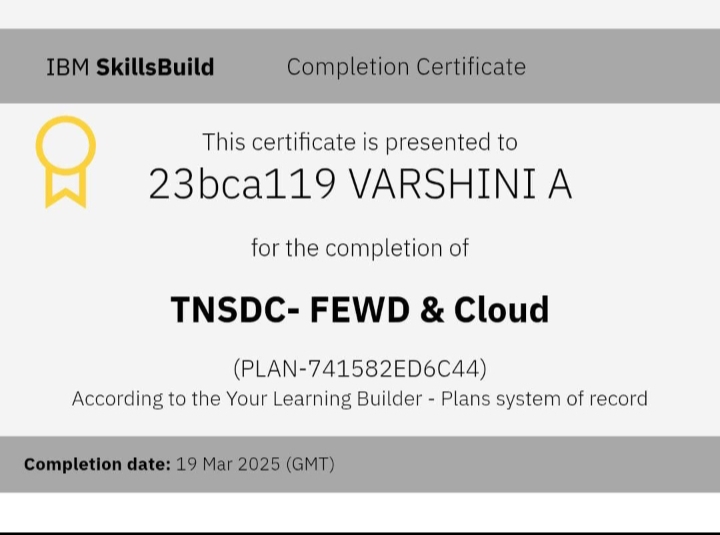 IBM SkillsBuild Completion Certificate
This certificate is presented to
23bca119 VARSHINI A
for the completion of
TNSDC- FEWD & Cloud
(PLAN-741582ED6C44)
According to the Your Learning Builder - Plans system of record
Completion date: 19 Mar 2025 (GMT)